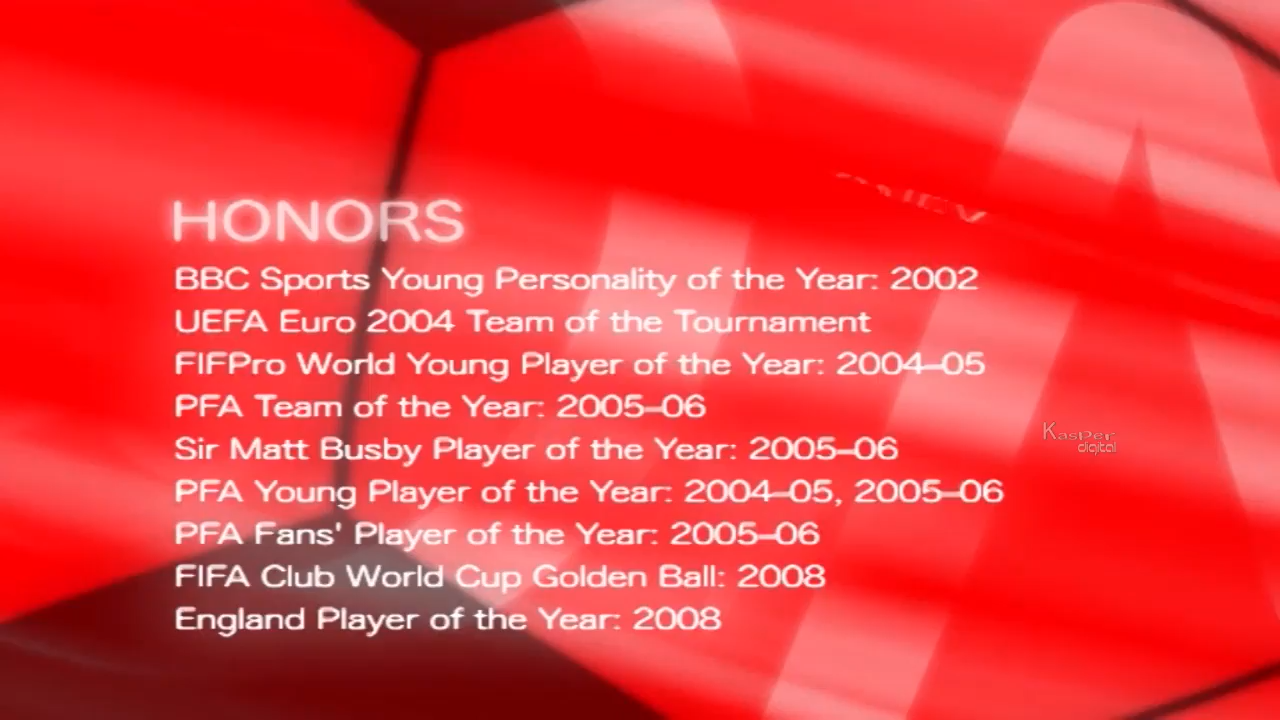 HONORS
BBC Sports Young Personality of the Year: 2002
UEFA Euro 2004 Team of the Tournament
FIFPro World Young Player of the Year: 2004–05
PFA Team of the Year: 2005–06
Sir Matt Busby Player of the Year: 2005–06
PFA Young Player of the Year: 2004–05, 2005–06
PFA Fans' Player of the Year: 2005–06
FIFA Club World Cup Golden Ball: 2008
England Player of the Year: 2008
Kasper
digital